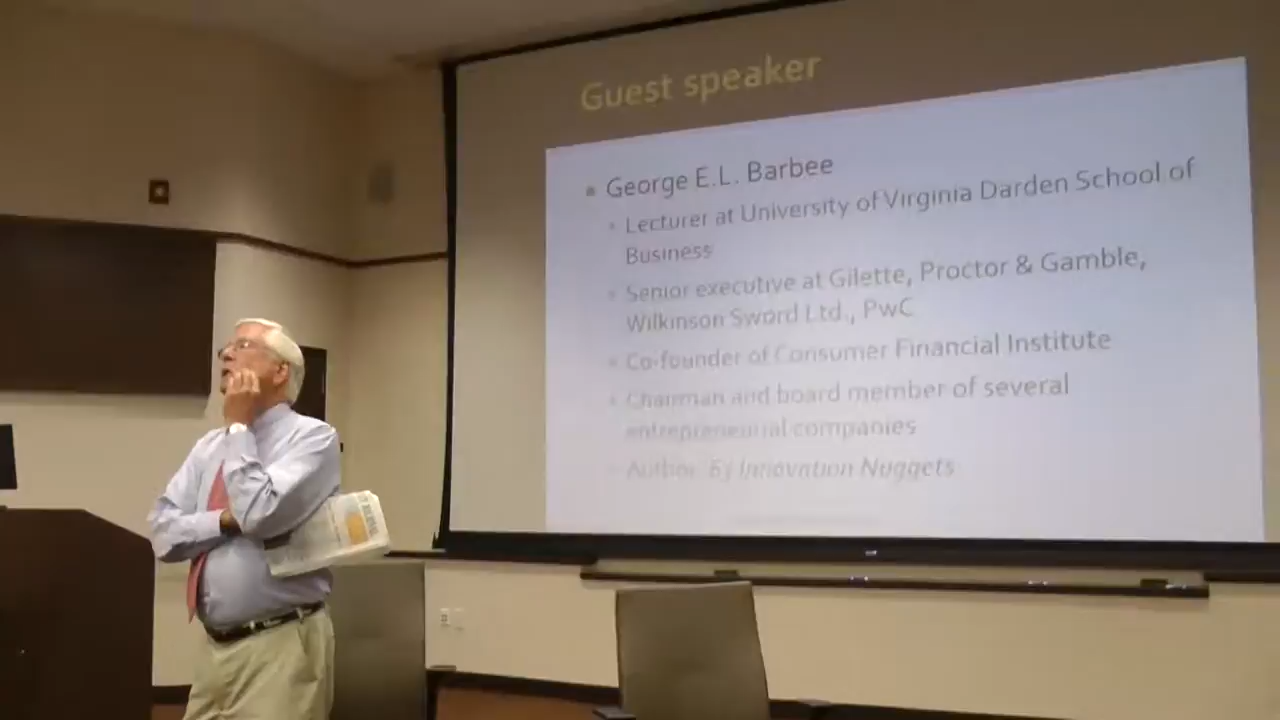 Guest speaker
George E.L. Barbee
Lecturer at University of Virginia Darden School of
Business
Senior executive at Gilette, Proctor & Gamble,
Wilkinson Sword Ltd., PwC
Co-founder of Consumer Financial Institute
Chairman and board member of several
entrepreneurial companies
Author, 63 Innovation Nuggets